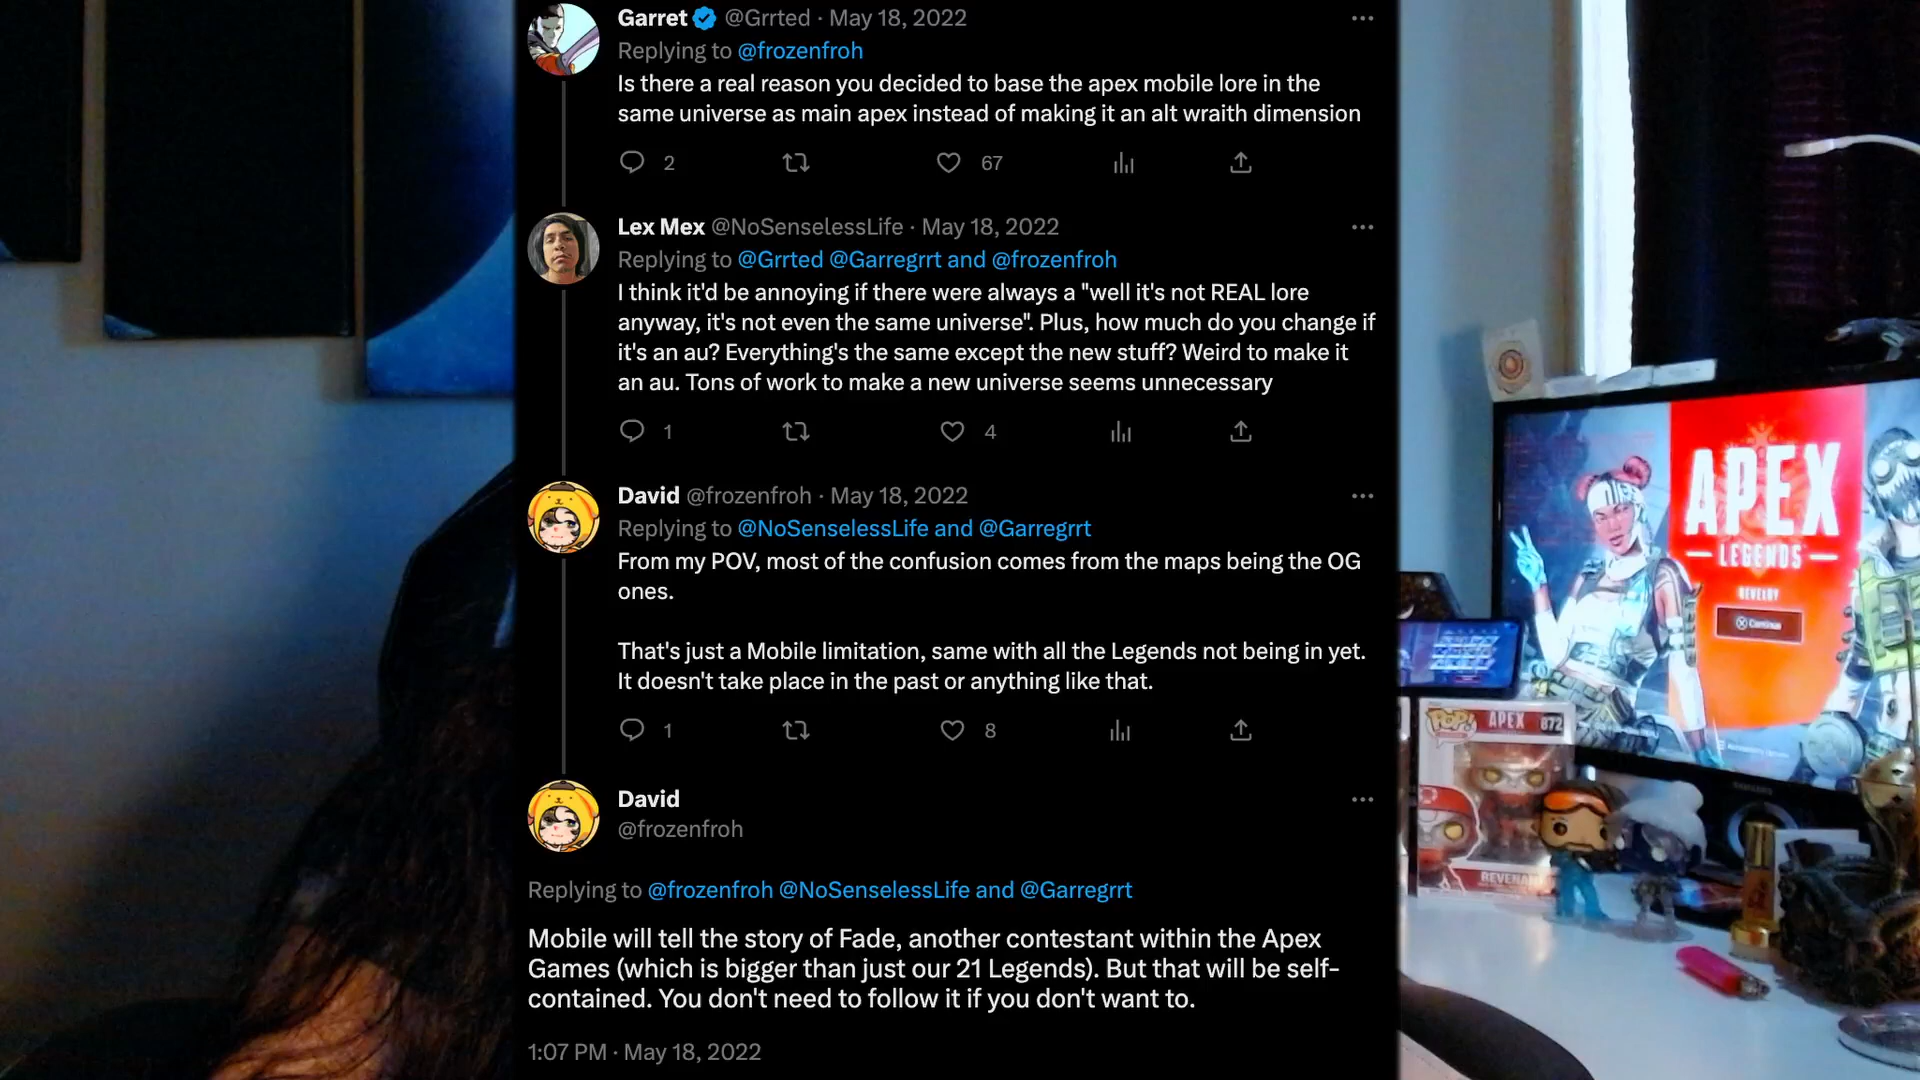 Garret @Grrted · May 18, 2022
Replying to @frozenfroh
Is there a real reason you decided to base the apex mobile lore in the
same universe as main apex instead of making it an alt wraith dimension
2 67
Lex Mex @NoSenselessLife · May 18, 2022
Replying to @Grrted @Garregrrt and @frozenfroh
I think it'd be annoying if there were always a "well it's not REAL lore
anyway, it's not even the same universe". Plus, how much do you change if
it's an au? Everything's the same except the new stuff? Weird to make it
an au. Tons of work to make a new universe seems unnecessary
1 4
David @frozenfroh · May 18, 2022
Replying to @NoSenselessLife and @Garregrrt
From my POV, most of the confusion comes from the maps being the OG
ones.
That's just a Mobile limitation, same with all the Legends not being in yet.
It doesn't take place in the past or anything like that.
1 8
David
@frozenfroh
Replying to @frozenfroh @NoSenselessLife and @Garregrrt
Mobile will tell the story of Fade, another contestant within the Apex
Games (which is bigger than just our 21 Legends). But that will be self-
contained. You don't need to follow it if you don't want to.
1:07 PM · May 18, 2022
APEX
LEGENDS
REVELRY
Continue
POP! APEX 872